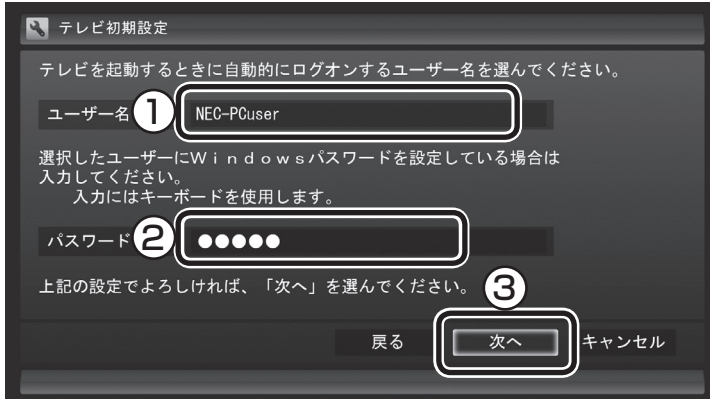 テレビ初期設定
テレビを起動するときに自動的にログオンするユーザー名を選んでください。
ユーザー名 ① NEC-PCuser
選択したユーザーにWindowsパスワードを設定している場合は
入力してください。
入力にはキーボードを使用します。
パスワード ② ●●●●●
上記の設定でよろしければ、「次へ」を選んでください。 ③
戻る 次へ キャンセル